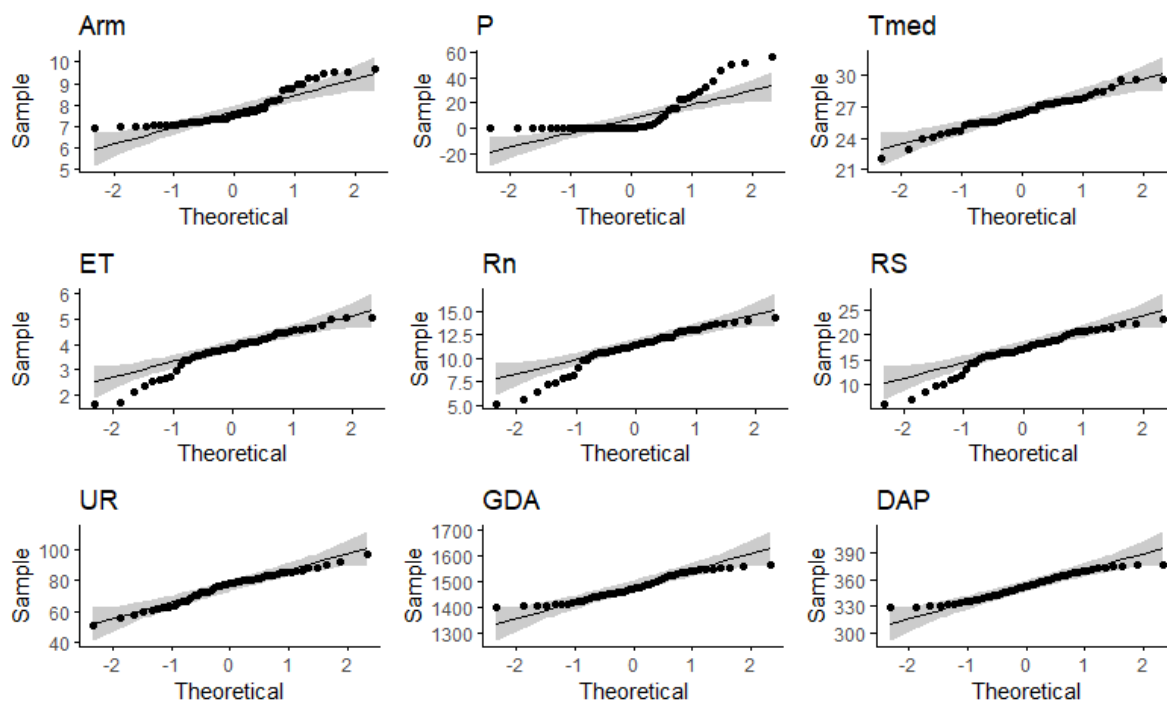 Arm
Sample
10
9
8
7
6
5
-2 -1 0 1 2
Theoretical
P
Sample
60
40
20
0
-20
-2 -1 0 1 2
Theoretical
Tmed
Sample
30
27
24
21
-2 -1 0 1 2
Theoretical
ET
Sample
6
5
4
3
2
-2 -1 0 1 2
Theoretical
Rn
Sample
15.0
12.5
10.0
7.5
5.0
-2 -1 0 1 2
Theoretical
RS
Sample
25
20
15
10
-2 -1 0 1 2
Theoretical
UR
Sample
100
80
60
40
-2 -1 0 1 2
Theoretical
GDA
Sample
1700
1600
1500
1400
1300
-2 -1 0 1 2
Theoretical
DAP
Sample
390
360
330
300
-2 -1 0 1 2
Theoretical